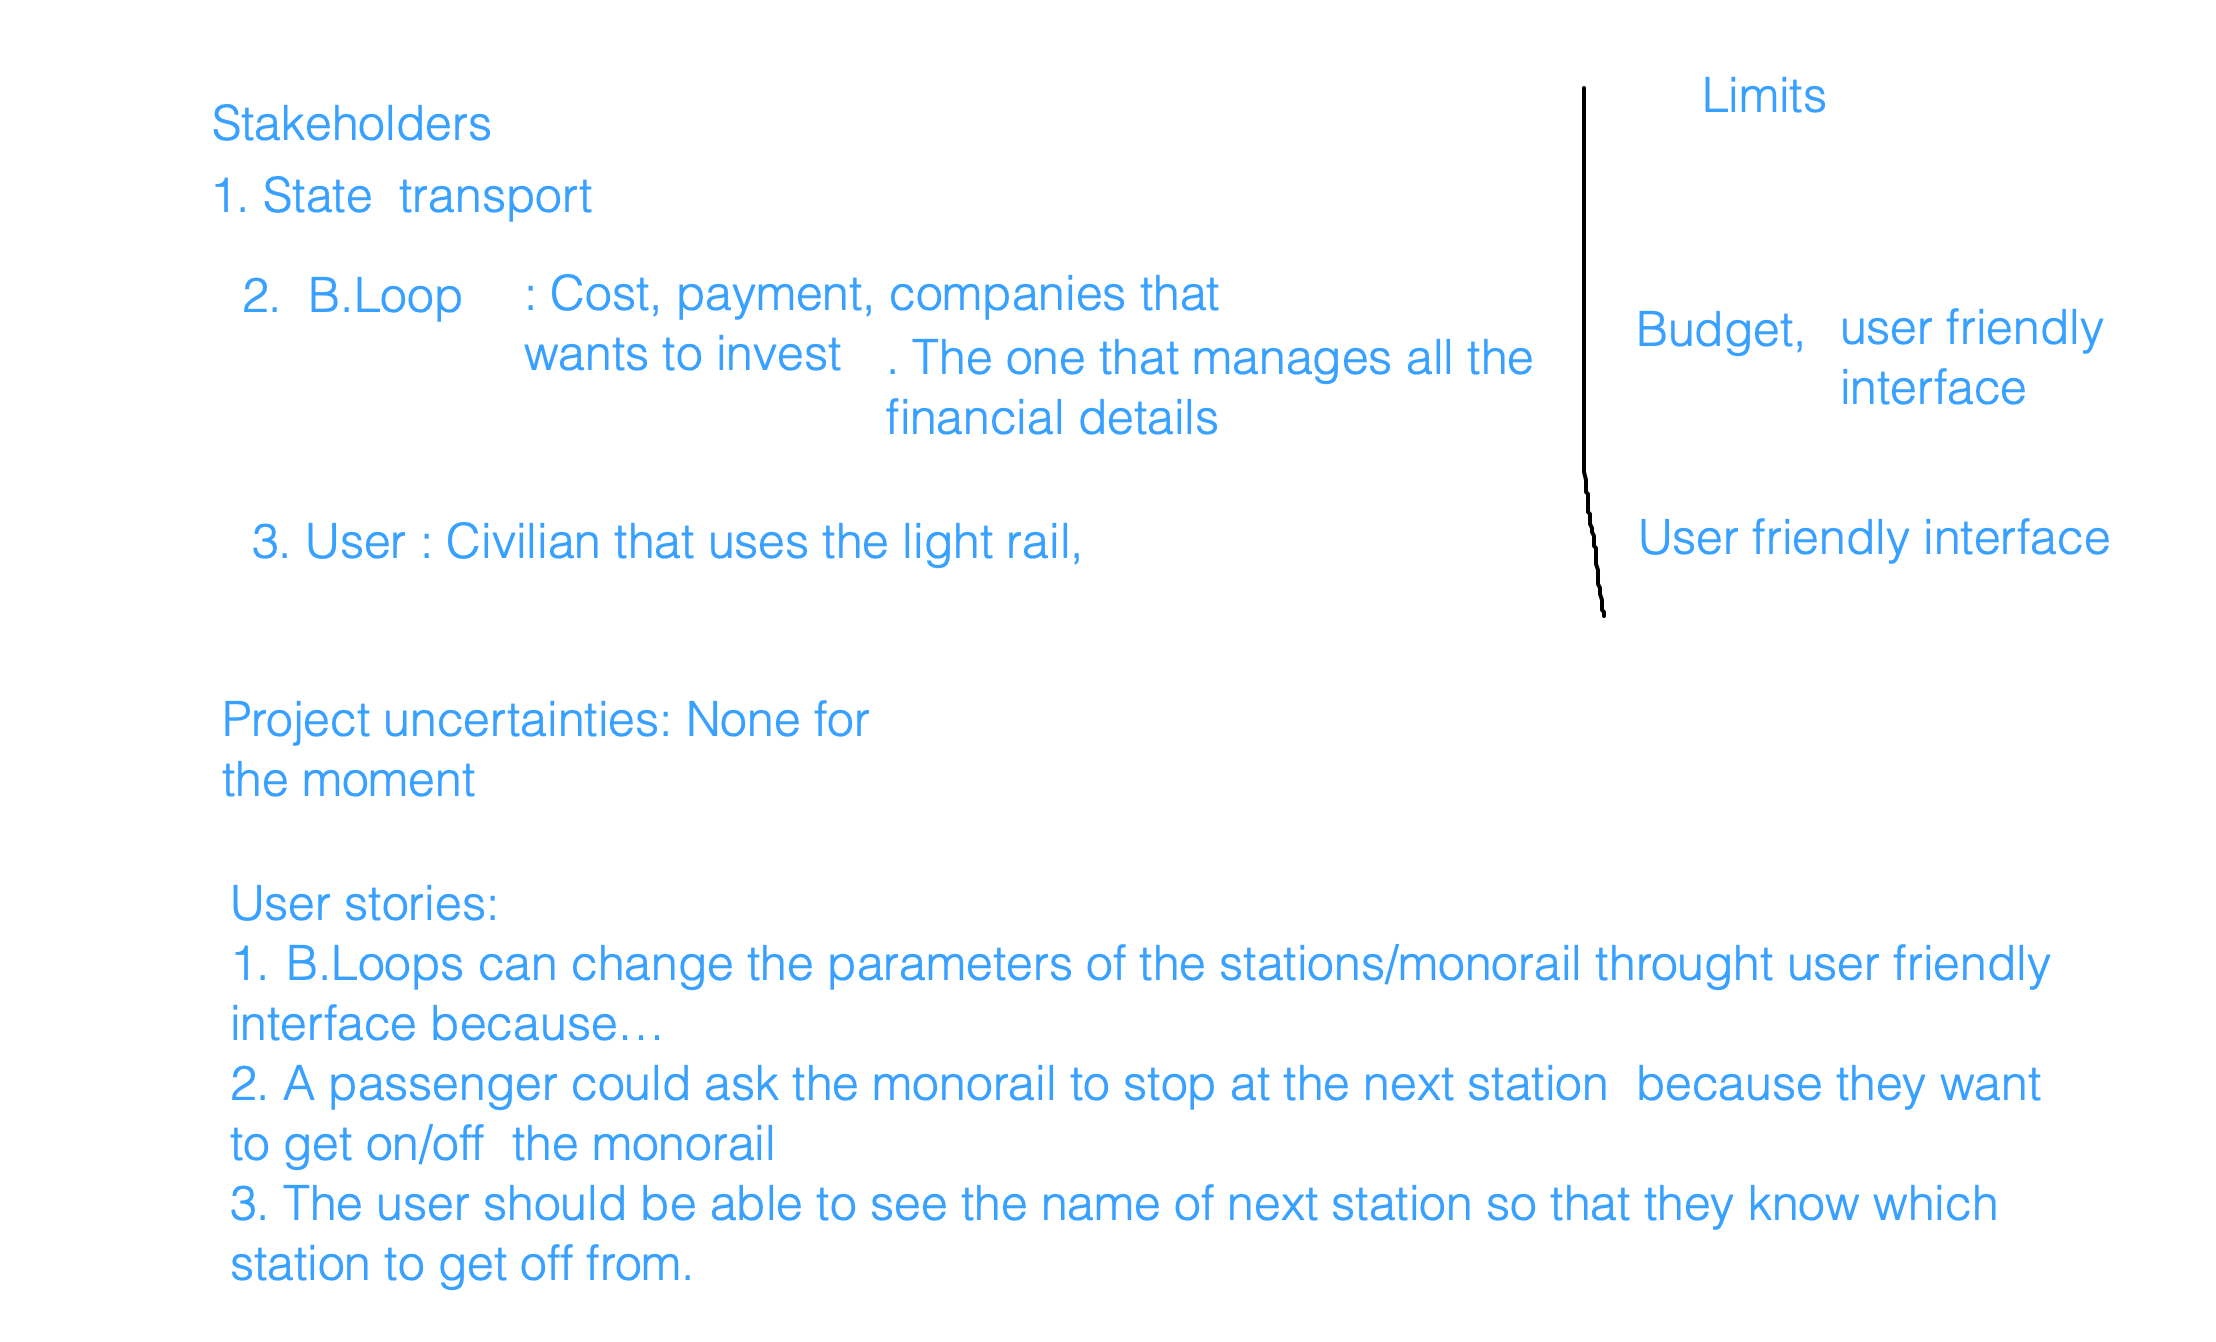 Stakeholders
Limits
1. State transport
2. B.Loop : Cost, payment, companies that
wants to invest . The one that manages all the
financial details
Budget, user friendly
interface
3. User : Civilian that uses the light rail,
User friendly interface
Project uncertainties: None for
the moment
User stories:
1. B.Loops can change the parameters of the stations/monorail throught user friendly
interface because...
2. A passenger could ask the monorail to stop at the next station because they want
to get on/off the monorail
3. The user should be able to see the name of next station so that they know which
station to get off from.